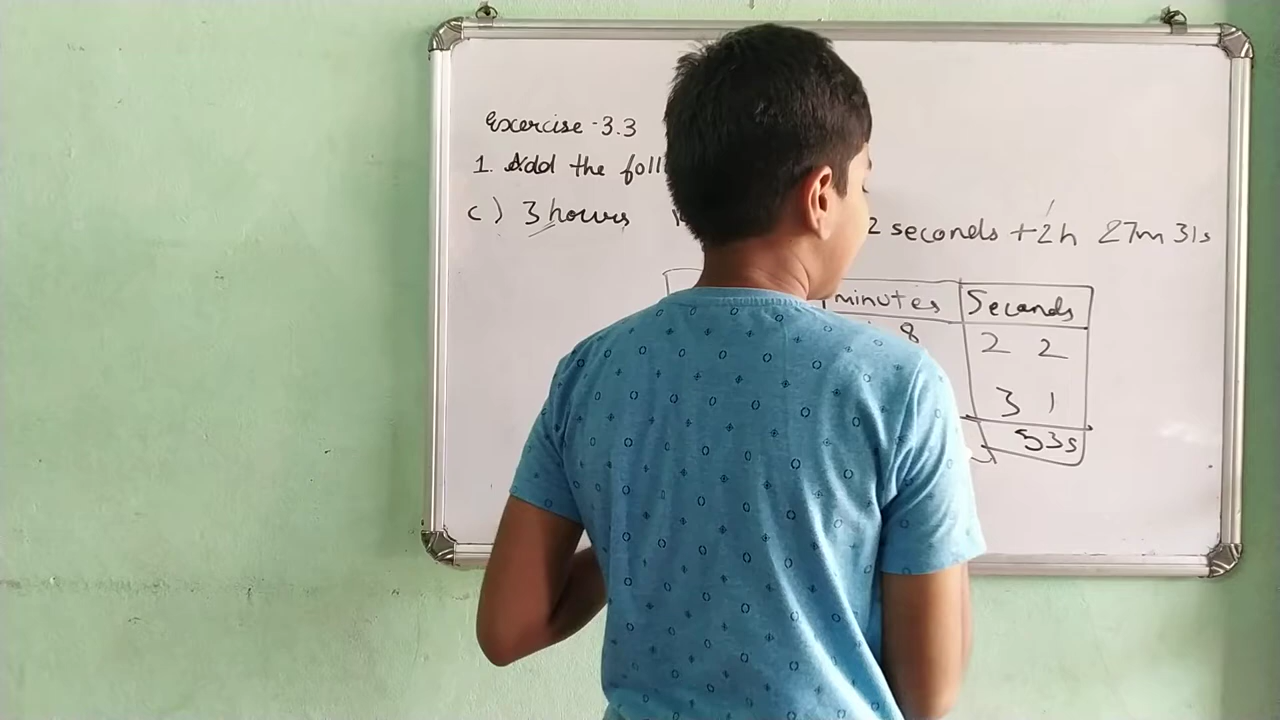 Exercise - 3.3
1. Add the foll
c) 3 hours 2 seconds + 2h 27m 31s
minutes Seconds
8 2 2
3 1
53s